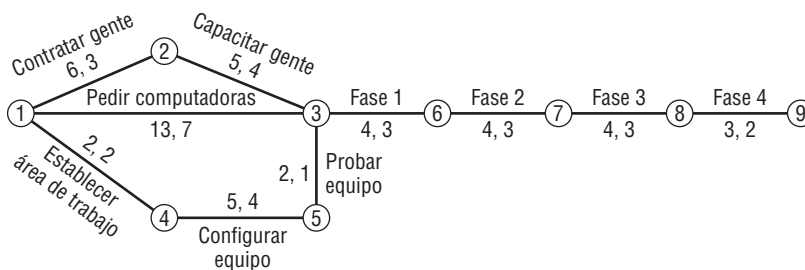 Contratar gente
6, 3
2
Capacitar gente
5, 4
1
Pedir computadoras
13, 7
3
Fase 1
4, 3
6
Fase 2
4, 3
7
Fase 3
4, 3
8
Fase 4
3, 2
9
2, 2
Establecer
área de trabajo
4
5, 4
Configurar
equipo
5
2, 1
Probar
equipo